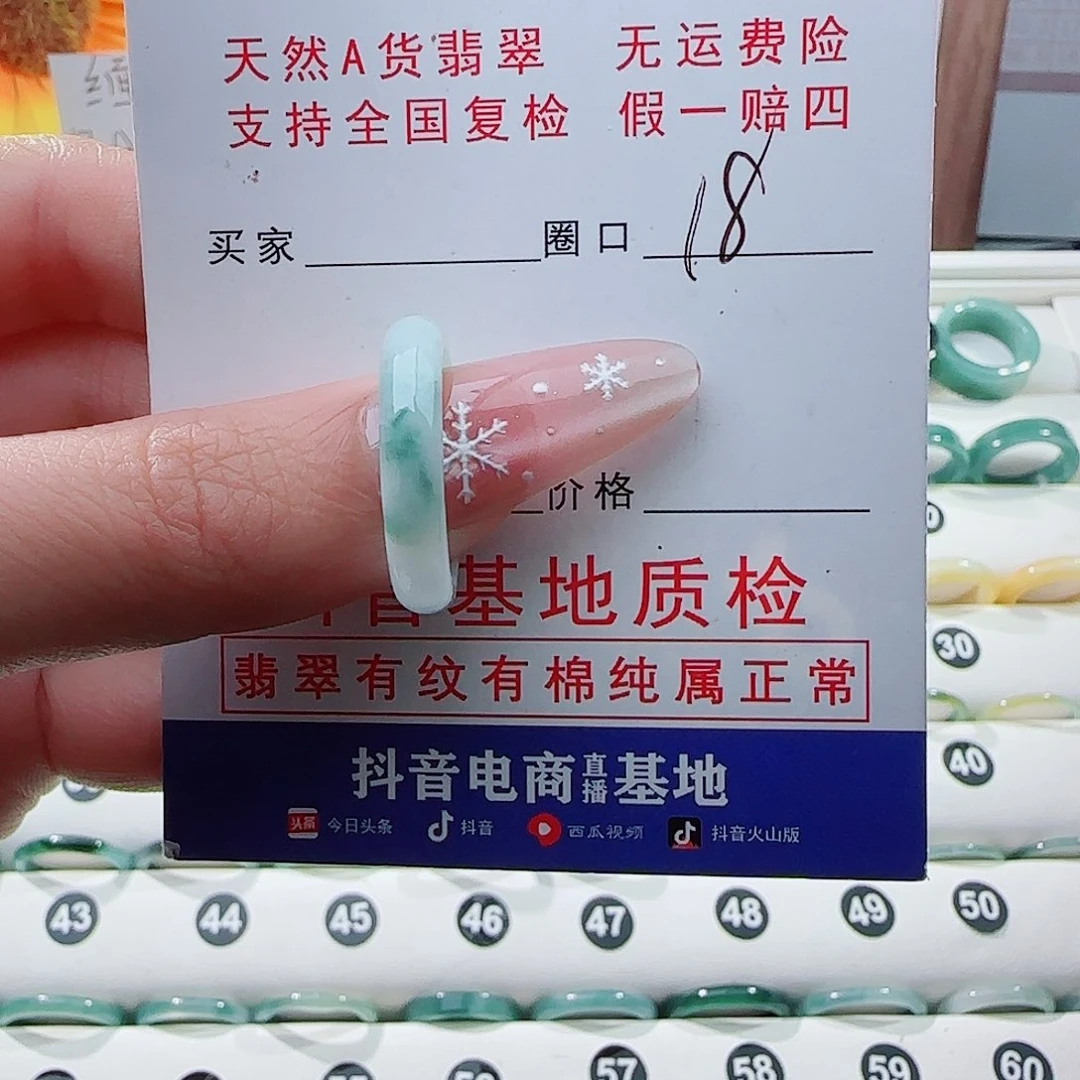 天然A货翡翠 无运费险
支持全国复检 假一赔四
买家 圈口 18
价格
音基地质检
翡翠有纹有棉纯属正常
抖音电商直播基地
头条 今日头条 抖音 西瓜视频 抖音火山版
30
40
43 44 45 46 47 48 49 50
57 58 59 60